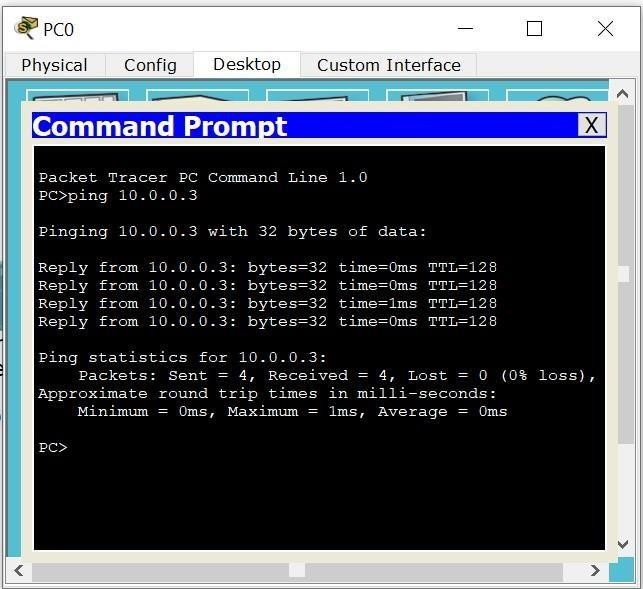 PC0
Physical Config Desktop Custom Interface
Command Prompt X
Packet Tracer PC Command Line 1.0
PC>ping 10.0.0.3
Pinging 10.0.0.3 with 32 bytes of data:
Reply from 10.0.0.3: bytes=32 time=0ms TTL=128
Reply from 10.0.0.3: bytes=32 time=0ms TTL=128
Reply from 10.0.0.3: bytes=32 time=1ms TTL=128
Reply from 10.0.0.3: bytes=32 time=0ms TTL=128
Ping statistics for 10.0.0.3:
    Packets: Sent = 4, Received = 4, Lost = 0 (0% loss),
Approximate round trip times in milli-seconds:
    Minimum = 0ms, Maximum = 1ms, Average = 0ms
PC>